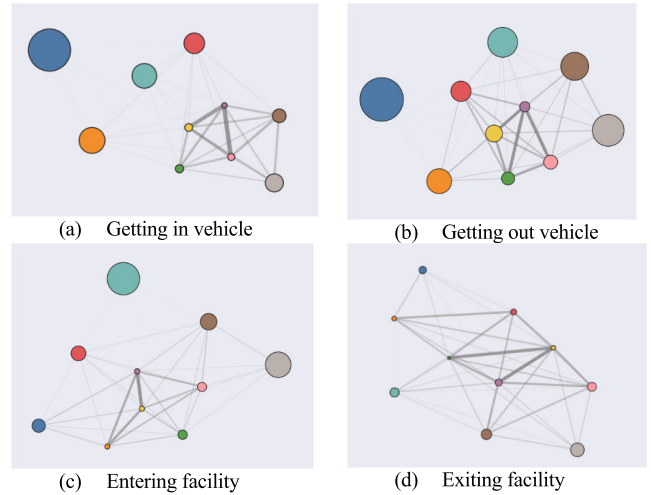 (a) Getting in vehicle
(b) Getting out vehicle
(c) Entering facility
(d) Exiting facility